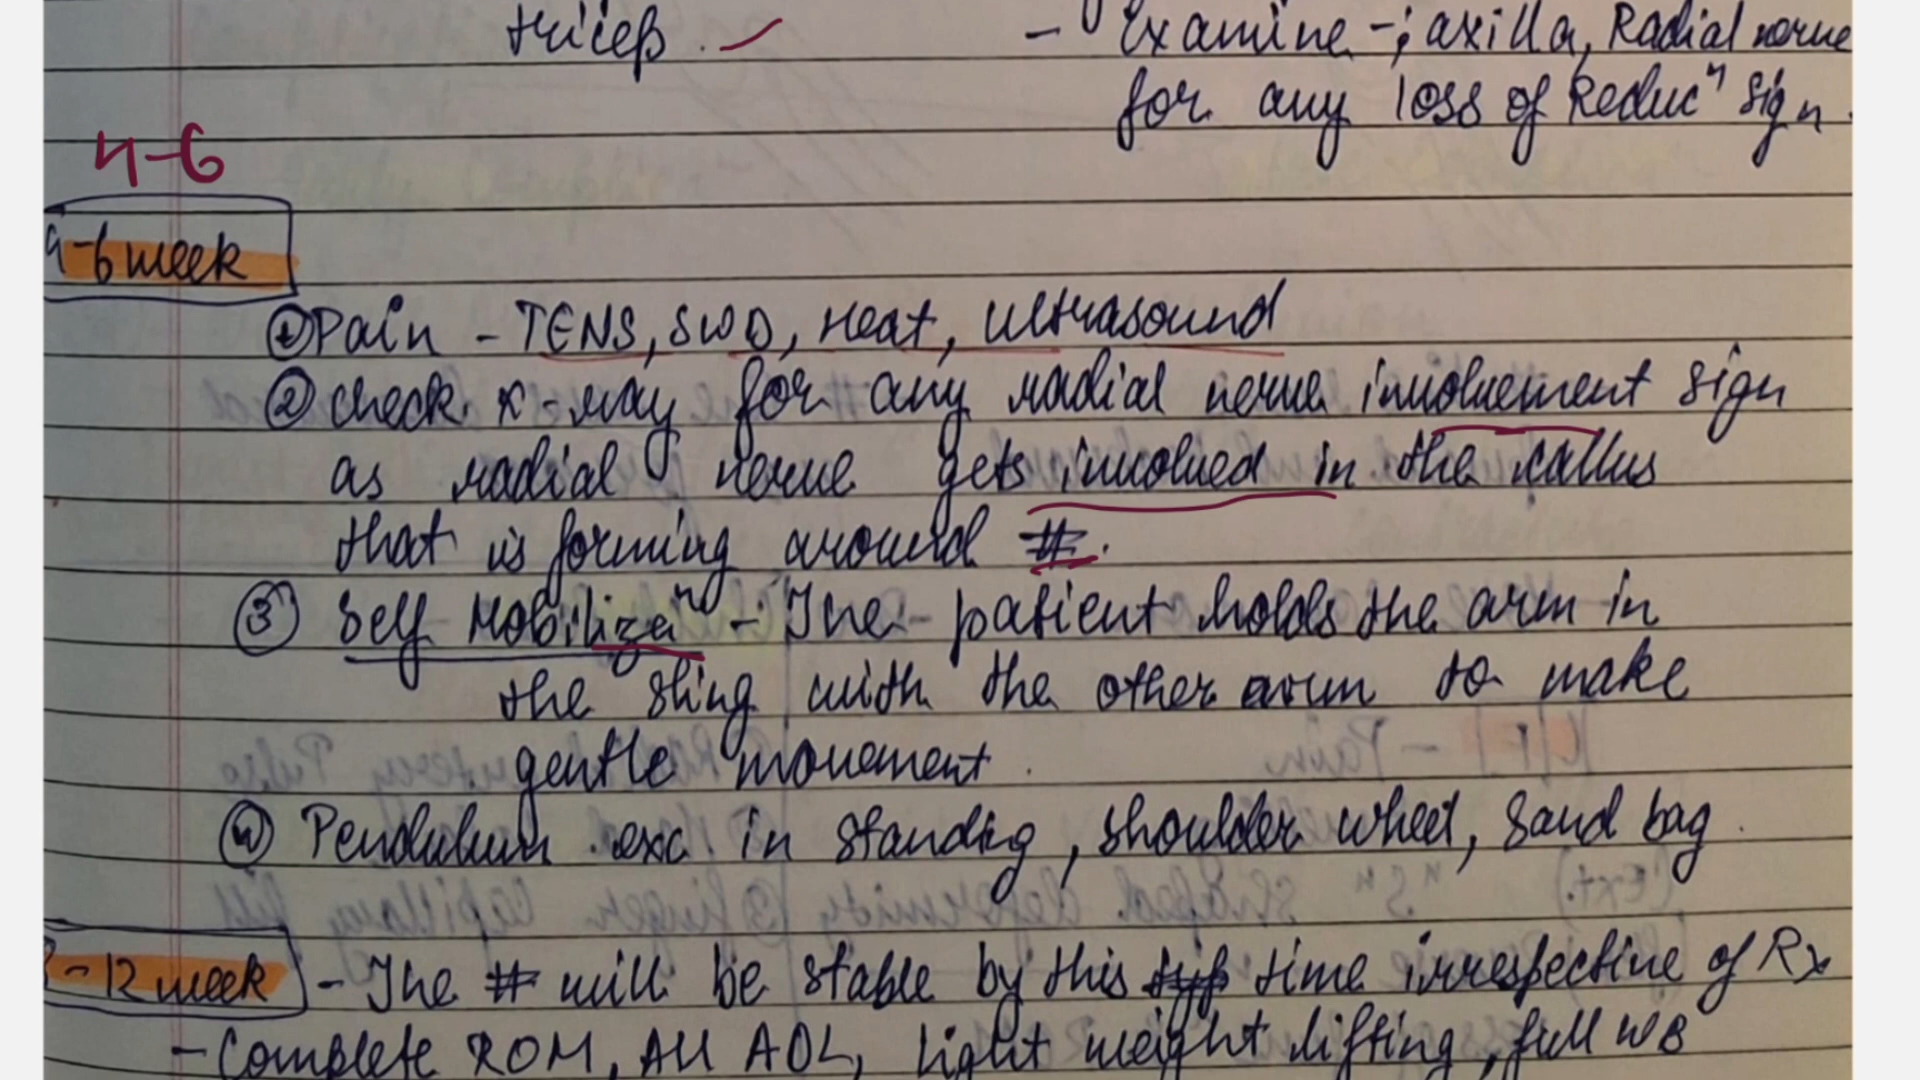 triceps.
- Examine -; axilla, Radial nerve
for any loss of Reducⁿ sign.
4-6
4-6 week
① Pain - TENS, SWD, Heat, Ultrasound
② check x-ray for any radial nerve involvement sign
as radial nerve gets involved in the callus
that is forming around #.
③ Self Mobilizaⁿ - The patient holds the arm in
the sling with the other arm to make
gentle movement.
④ Pendulum exc in standing, shoulder wheel, Sand bag.
-12 week - The # will be stable by this time irrespective of Rx
- Complete ROM, All ADL, light weight lifting, full WB